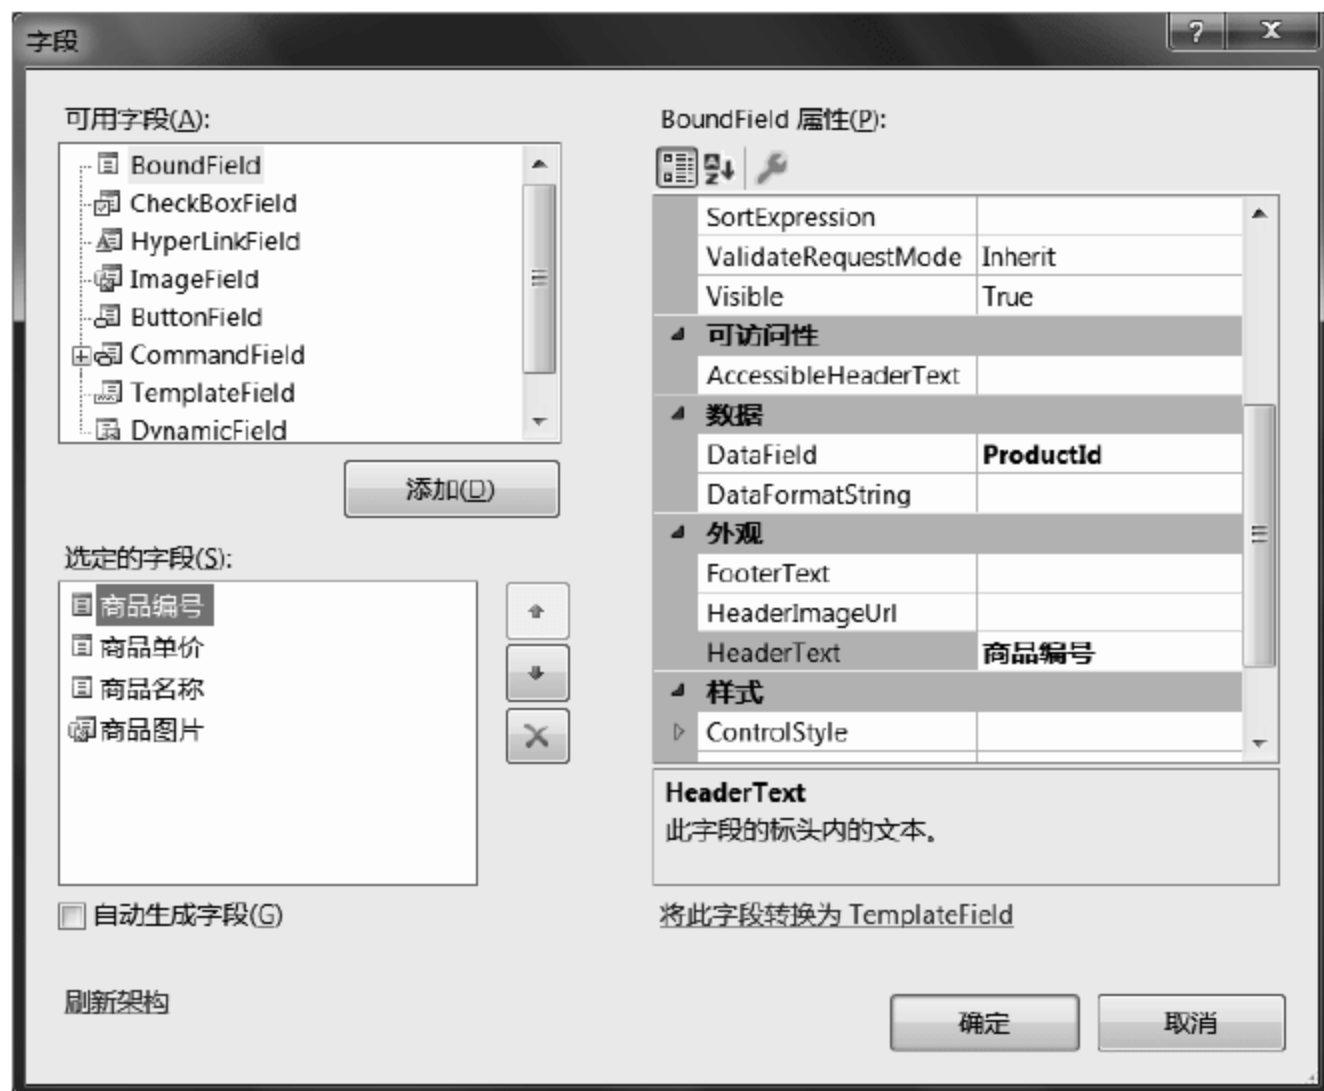 字段
可用字段(A):
BoundField
CheckBoxField
HyperLinkField
ImageField
ButtonField
CommandField
TemplateField
DynamicField
添加(D)
选定的字段(S):
商品编号
商品单价
商品名称
商品图片
自动生成字段(G)
刷新架构
BoundField 属性(P):
SortExpression
ValidateRequestMode Inherit
Visible True
可访问性
AccessibleHeaderText
数据
DataField ProductId
DataFormatString
外观
FooterText
HeaderImageUrl
HeaderText 商品编号
样式
ControlStyle
HeaderText
此字段的标头内的文本。
将此字段转换为 TemplateField
确定 取消